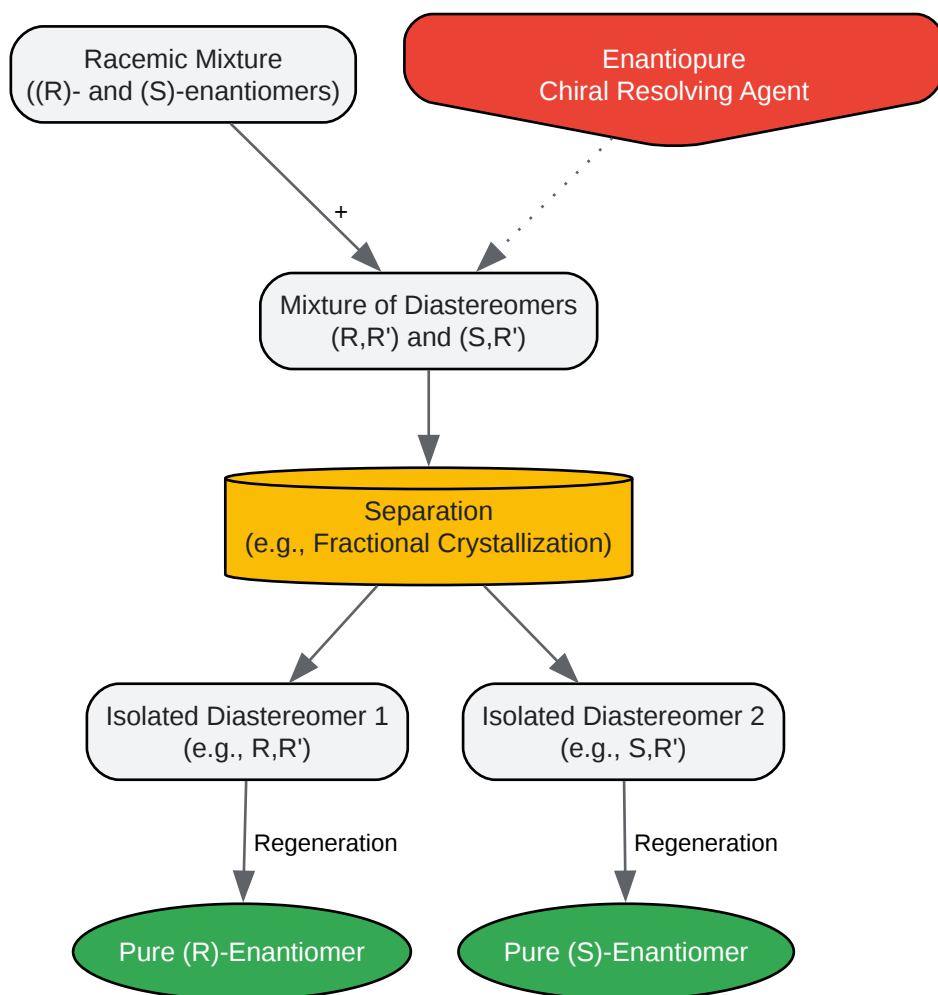 Racemic Mixture
((R)- and (S)-enantiomers)
Enantiopure
Chiral Resolving Agent
+
Mixture of Diastereomers
(R,R') and (S,R')
Separation
(e.g., Fractional Crystallization)
Isolated Diastereomer 1
(e.g., R,R')
Isolated Diastereomer 2
(e.g., S,R')
Regeneration
Regeneration
Pure (R)-Enantiomer
Pure (S)-Enantiomer